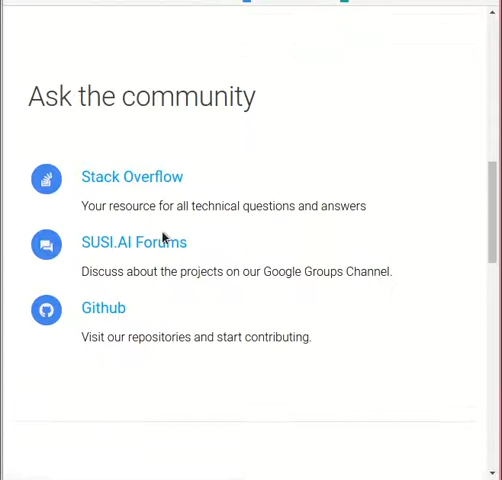 Ask the community
Stack Overflow
Your resource for all technical questions and answers
SUSI.AI Forums
Discuss about the projects on our Google Groups Channel.
Github
Visit our repositories and start contributing.